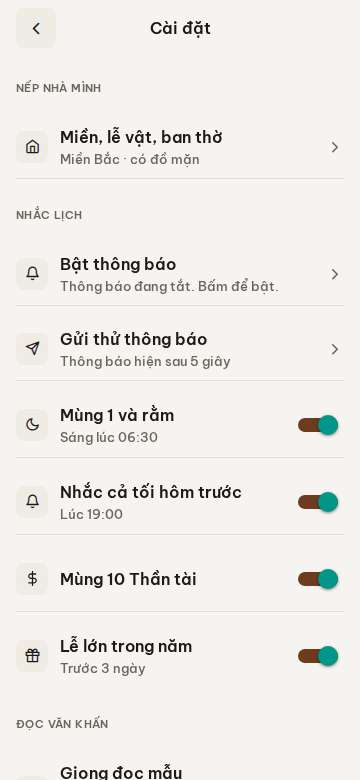 Cài đặt
NẾP NHÀ MÌNH
Miền, lễ vật, ban thờ
Miền Bắc · có đồ mặn
NHẮC LỊCH
Bật thông báo
Thông báo đang tắt. Bấm để bật.
Gửi thử thông báo
Thông báo hiện sau 5 giây
Mùng 1 và rằm
Sáng lúc 06:30
Nhắc cả tối hôm trước
Lúc 19:00
Mùng 10 Thần tài
Lễ lớn trong năm
Trước 3 ngày
ĐỌC VĂN KHẤN
Giọng đọc mẫu